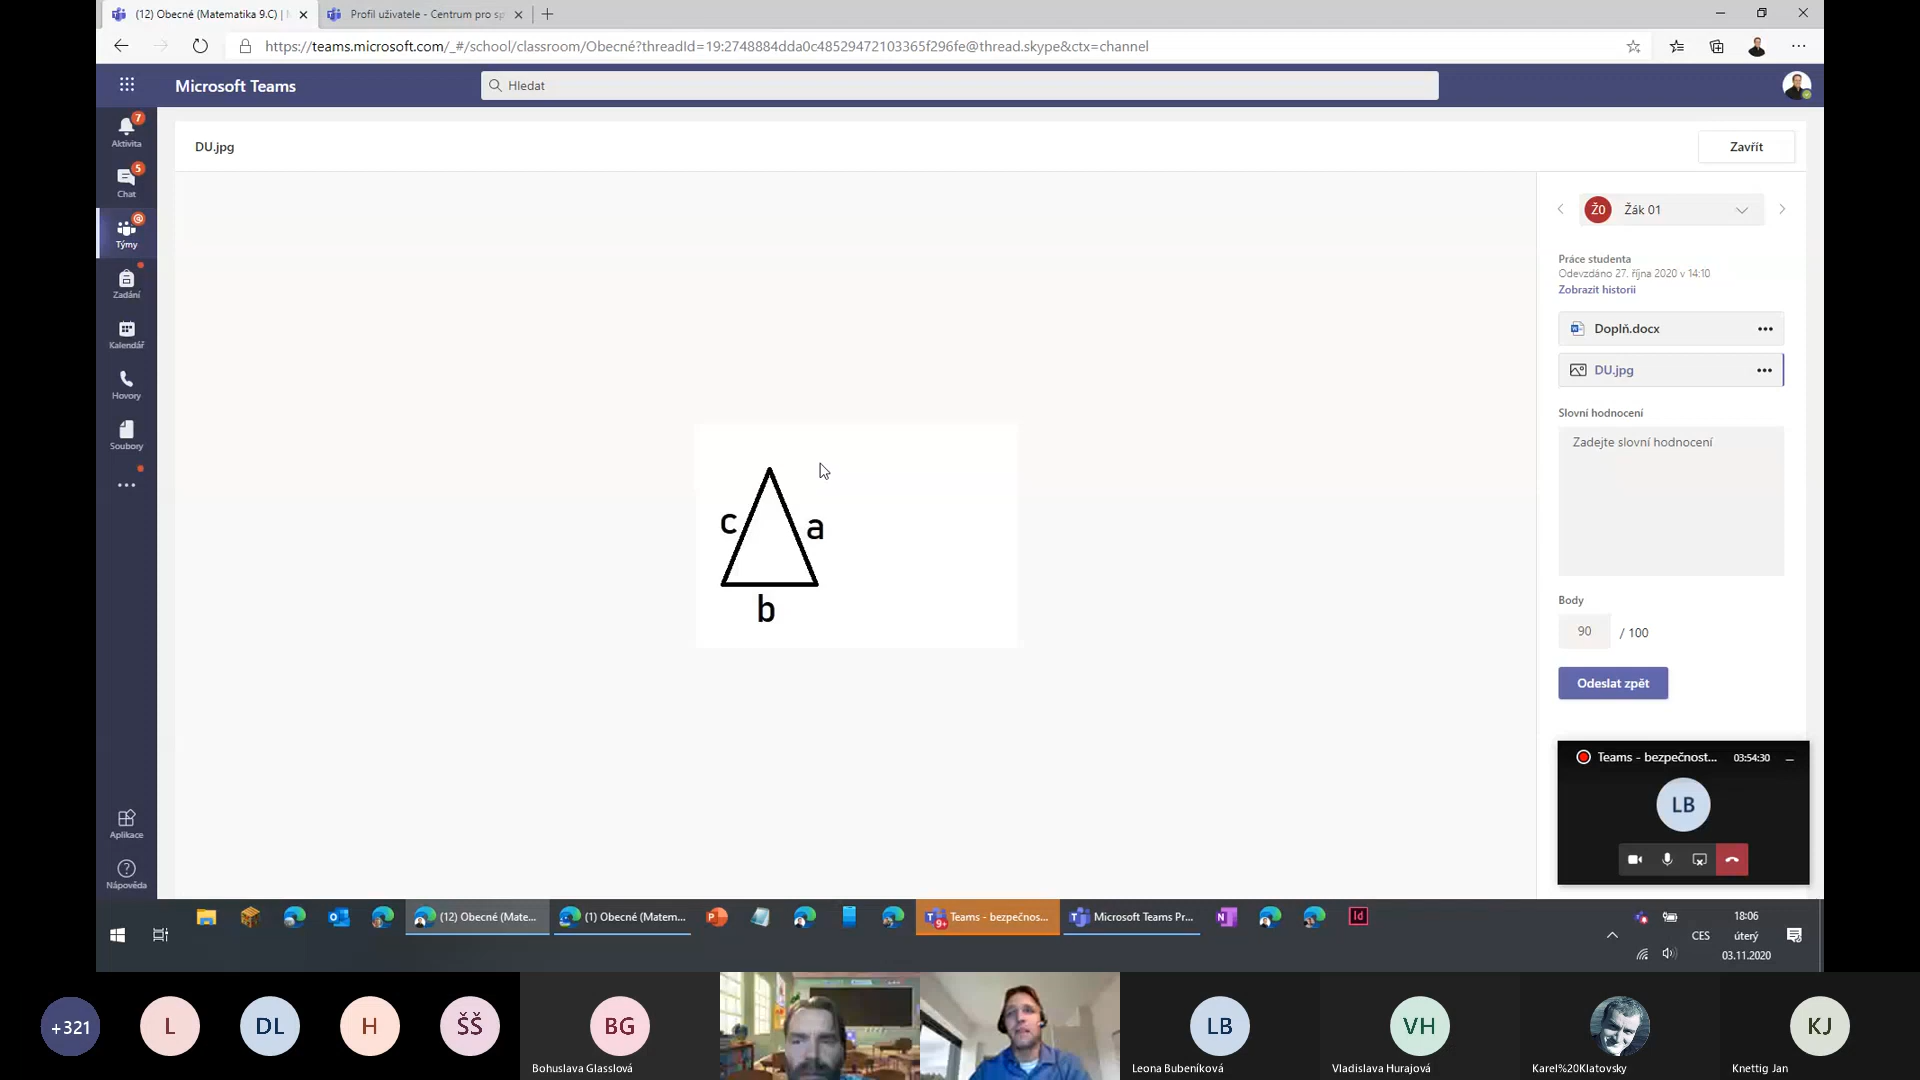 (12) Obecné (Matematika 9.C) |
Profil uživatele - Centrum pro sp
https://teams.microsoft.com/_#/school/classroom/Obecné?threadId=19:2748884dda0c48529472103365f296fe@thread.skype&ctx=channel
Microsoft Teams
Hledat
7
Aktivita
5
Chat
@
Týmy
Zadání
Kalendář
Hovory
Soubory
Aplikace
Nápověda
DU.jpg
Zavřít
c
a
b
Ž0
Žák 01
Práce studenta
Odevzdáno 27. října 2020 v 14:10
Zobrazit historii
Doplň.docx
DU.jpg
Slovní hodnocení
Zadejte slovní hodnocení
Body
90 / 100
Odeslat zpět
Teams - bezpečnost... 03:54:30
LB
(12) Obecné (Mate...
(1) Obecné (Matem...
P
Teams - bezpečnos...
9+
Microsoft Teams Pr...
N
Id
CES
18:06
úterý
03.11.2020
+321
L
DL
H
ŠŠ
BG
Bohuslava Glasslová
LB
Leona Bubeníková
VH
Vladislava Hurajová
Karel%20Klatovsky
KJ
Knettig Jan